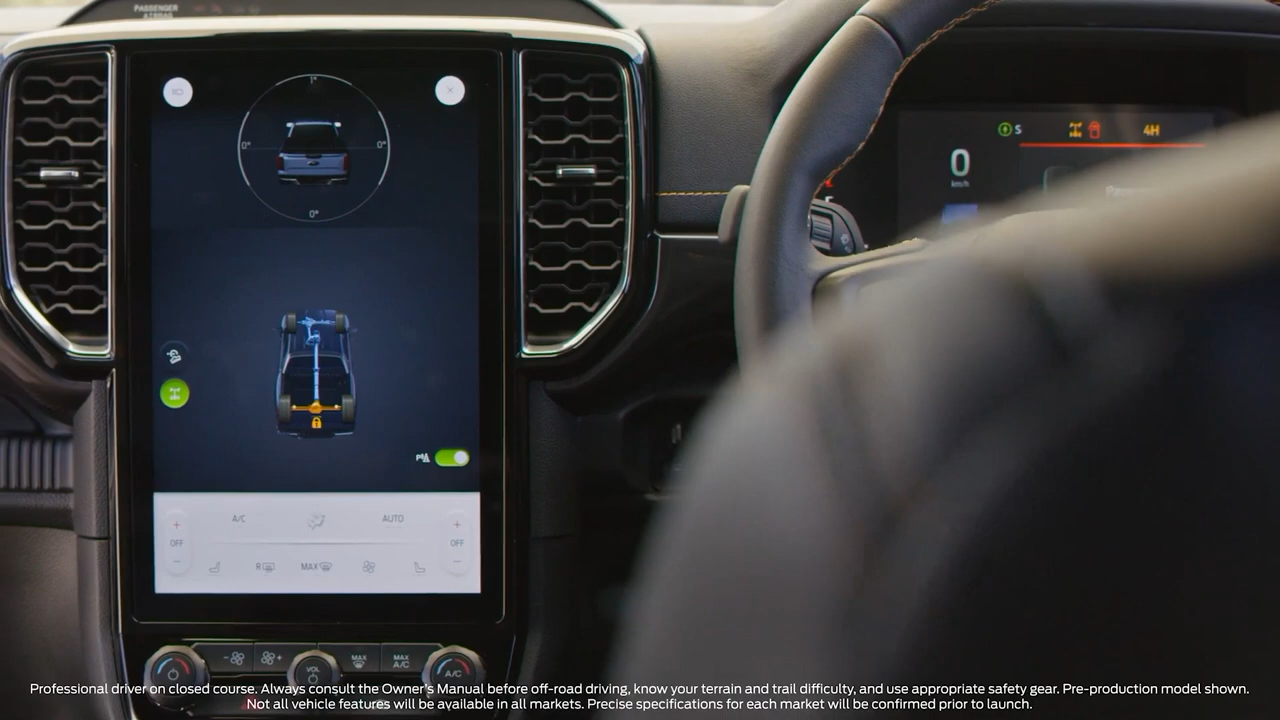 PASSENGER
AIRBAG
1°
0°
0°
0°
S
4H
0
km/h
A/C
AUTO
OFF
OFF
R
MAX
VOL
MAX
MAX
A/C
A/C
Professional driver on closed course. Always consult the Owner's Manual before off-road driving, know your terrain and trail difficulty, and use appropriate safety gear. Pre-production model shown.
Not all vehicle features will be available in all markets. Precise specifications for each market will be confirmed prior to launch.